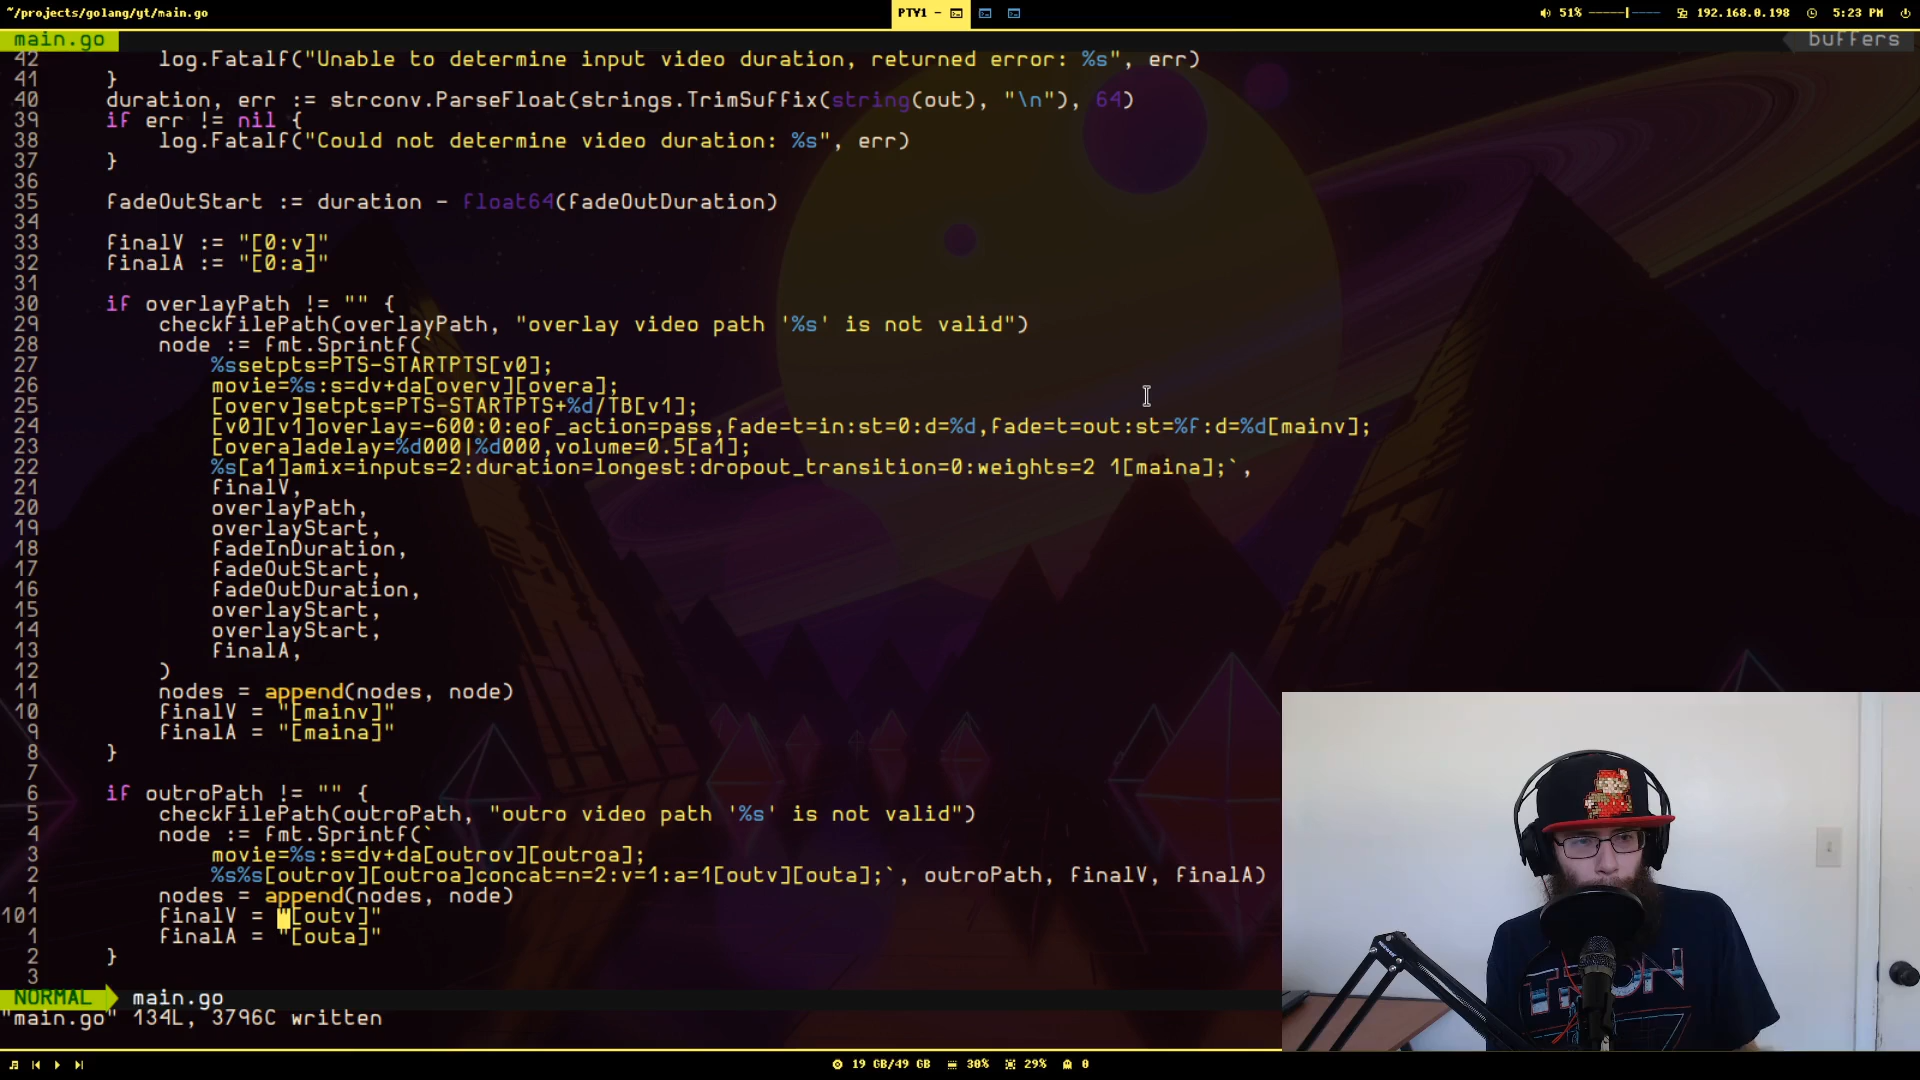 ~/projects/golang/yt/main.go PTY1 - 51% 192.168.0.198 5:23 PM
main.go buffers
42 log.Fatalf("Unable to determine input video duration, returned error: %s", err)
41 }
40 duration, err := strconv.ParseFloat(strings.TrimSuffix(string(out), "\n"), 64)
39 if err != nil {
38 log.Fatalf("Could not determine video duration: %s", err)
37 }
36
35 fadeOutStart := duration - float64(fadeOutDuration)
34
33 finalV := "[0:v]"
32 finalA := "[0:a]"
31
30 if overlayPath != "" {
29 checkFilePath(overlayPath, "overlay video path '%s' is not valid")
28 node := fmt.Sprintf(`
27 %ssetpts=PTS-STARTPTS[v0];
26 movie=%s:s=dv+da[overv][overa];
25 [overv]setpts=PTS-STARTPTS+%d/TB[v1];
24 [v0][v1]overlay=-600:0:eof_action=pass,fade=t=in:st=0:d=%d,fade=t=out:st=%f:d=%d[mainv];
23 [overa]adelay=%d000|%d000,volume=0.5[a1];
22 %s[a1]amix=inputs=2:duration=longest:dropout_transition=0:weights=2 1[maina];`,
21 finalV,
20 overlayPath,
19 overlayStart,
18 fadeInDuration,
17 fadeOutStart,
16 fadeOutDuration,
15 overlayStart,
14 overlayStart,
13 finalA,
12 )
11 nodes = append(nodes, node)
10 finalV = "[mainv]"
9 finalA = "[maina]"
8 }
7
6 if outroPath != "" {
5 checkFilePath(outroPath, "outro video path '%s' is not valid")
4 node := fmt.Sprintf(`
3 movie=%s:s=dv+da[outrov][outroa];
2 %s%s[outrov][outroa]concat=n=2:v=1:a=1[outv][outa];`, outroPath, finalV, finalA)
1 nodes = append(nodes, node)
101 finalV = "[outv]"
1 finalA = "[outa]"
2 }
3
NORMAL main.go
"main.go" 134L, 3796C written
19 GB/49 GB 30% 29% 0